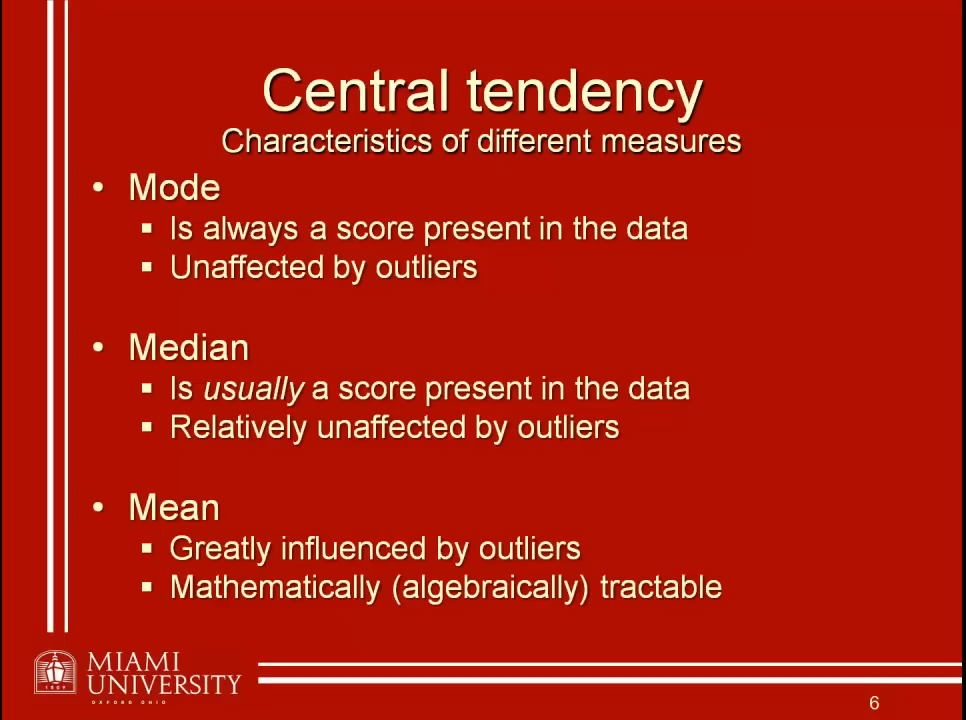 Central tendency
Characteristics of different measures
• Mode
▪ Is always a score present in the data
▪ Unaffected by outliers
• Median
▪ Is usually a score present in the data
▪ Relatively unaffected by outliers
• Mean
▪ Greatly influenced by outliers
▪ Mathematically (algebraically) tractable
MIAMI
UNIVERSITY
OXFORD OHIO
1809
6